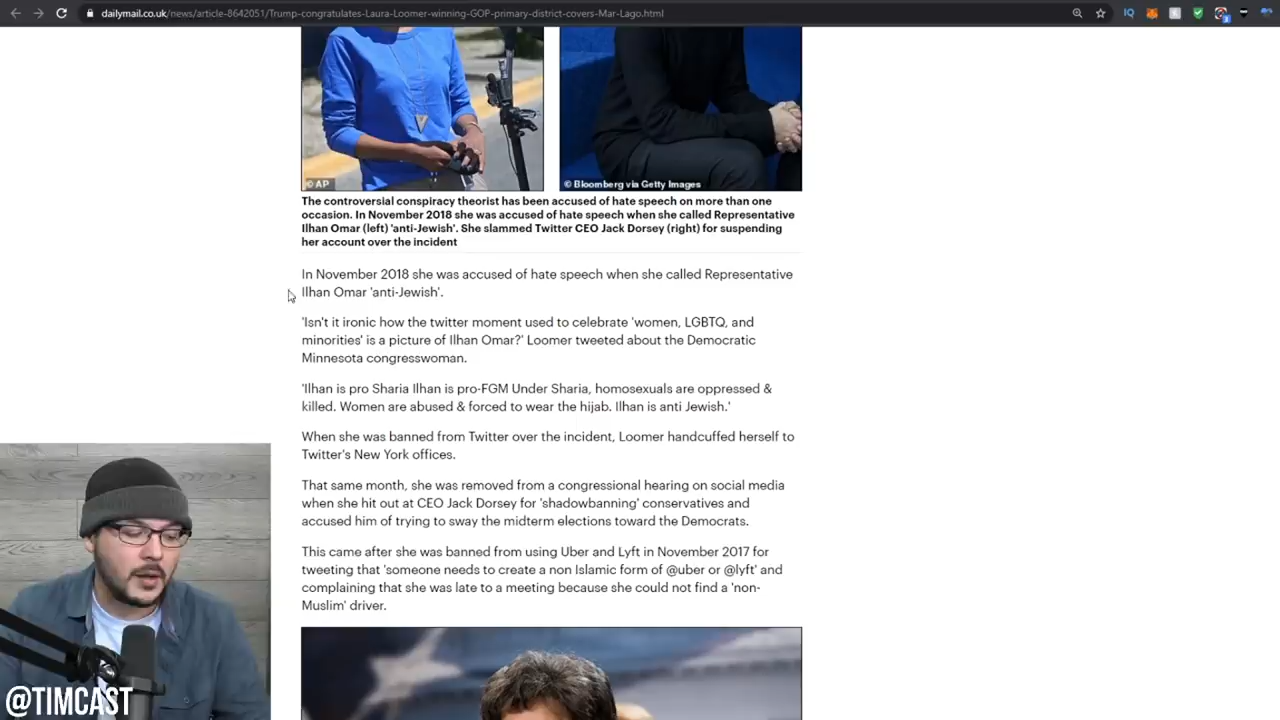 dailymail.co.uk/news/article-8642051/Trump-congratulates-Laura-Loomer-winning-GOP-primary-district-covers-Mar-Lago.html
IQ
3
© AP
© Bloomberg via Getty Images
The controversial conspiracy theorist has been accused of hate speech on more than one
occasion. In November 2018 she was accused of hate speech when she called Representative
Ilhan Omar (left) 'anti-Jewish'. She slammed Twitter CEO Jack Dorsey (right) for suspending
her account over the incident
In November 2018 she was accused of hate speech when she called Representative
Ilhan Omar 'anti-Jewish'.
'Isn't it ironic how the twitter moment used to celebrate 'women, LGBTQ, and
minorities' is a picture of Ilhan Omar?' Loomer tweeted about the Democratic
Minnesota congresswoman.
'Ilhan is pro Sharia Ilhan is pro-FGM Under Sharia, homosexuals are oppressed &
killed. Women are abused & forced to wear the hijab. Ilhan is anti Jewish.'
When she was banned from Twitter over the incident, Loomer handcuffed herself to
Twitter's New York offices.
That same month, she was removed from a congressional hearing on social media
when she hit out at CEO Jack Dorsey for 'shadowbanning' conservatives and
accused him of trying to sway the midterm elections toward the Democrats.
This came after she was banned from using Uber and Lyft in November 2017 for
tweeting that 'someone needs to create a non Islamic form of @uber or @lyft' and
complaining that she was late to a meeting because she could not find a 'non-
Muslim' driver.
@TIMCAST